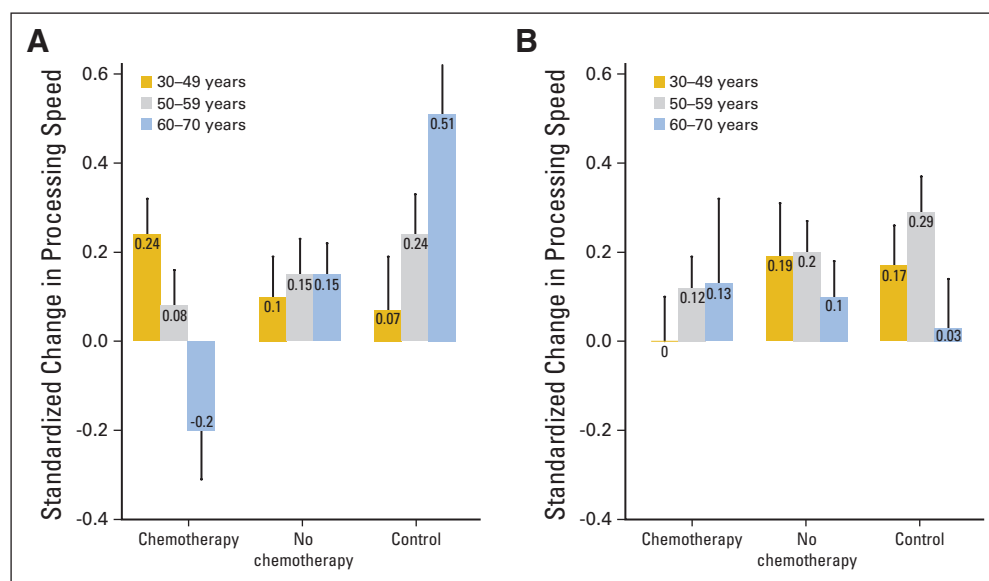 A
Standardized Change in Processing Speed
30–49 years
50–59 years
60–70 years
0.6
0.4
0.2
0.0
-0.2
-0.4
0.24
0.08
-0.2
0.1
0.15
0.15
0.07
0.24
0.51
Chemotherapy
No
chemotherapy
Control
B
Standardized Change in Processing Speed
30–49 years
50–59 years
60–70 years
0.6
0.4
0.2
0.0
-0.2
-0.4
0
0.12
0.13
0.19
0.2
0.1
0.17
0.29
0.03
Chemotherapy
No
chemotherapy
Control